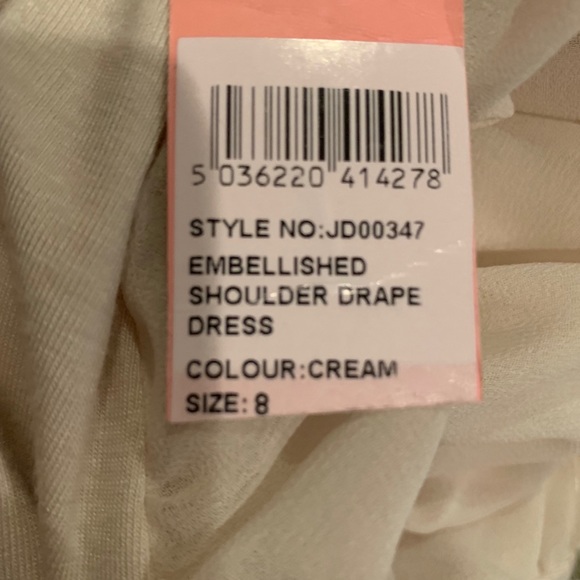 5 036220 414278
STYLE NO:JD00347
EMBELLISHED
SHOULDER DRAPE
DRESS
COLOUR:CREAM
SIZE: 8